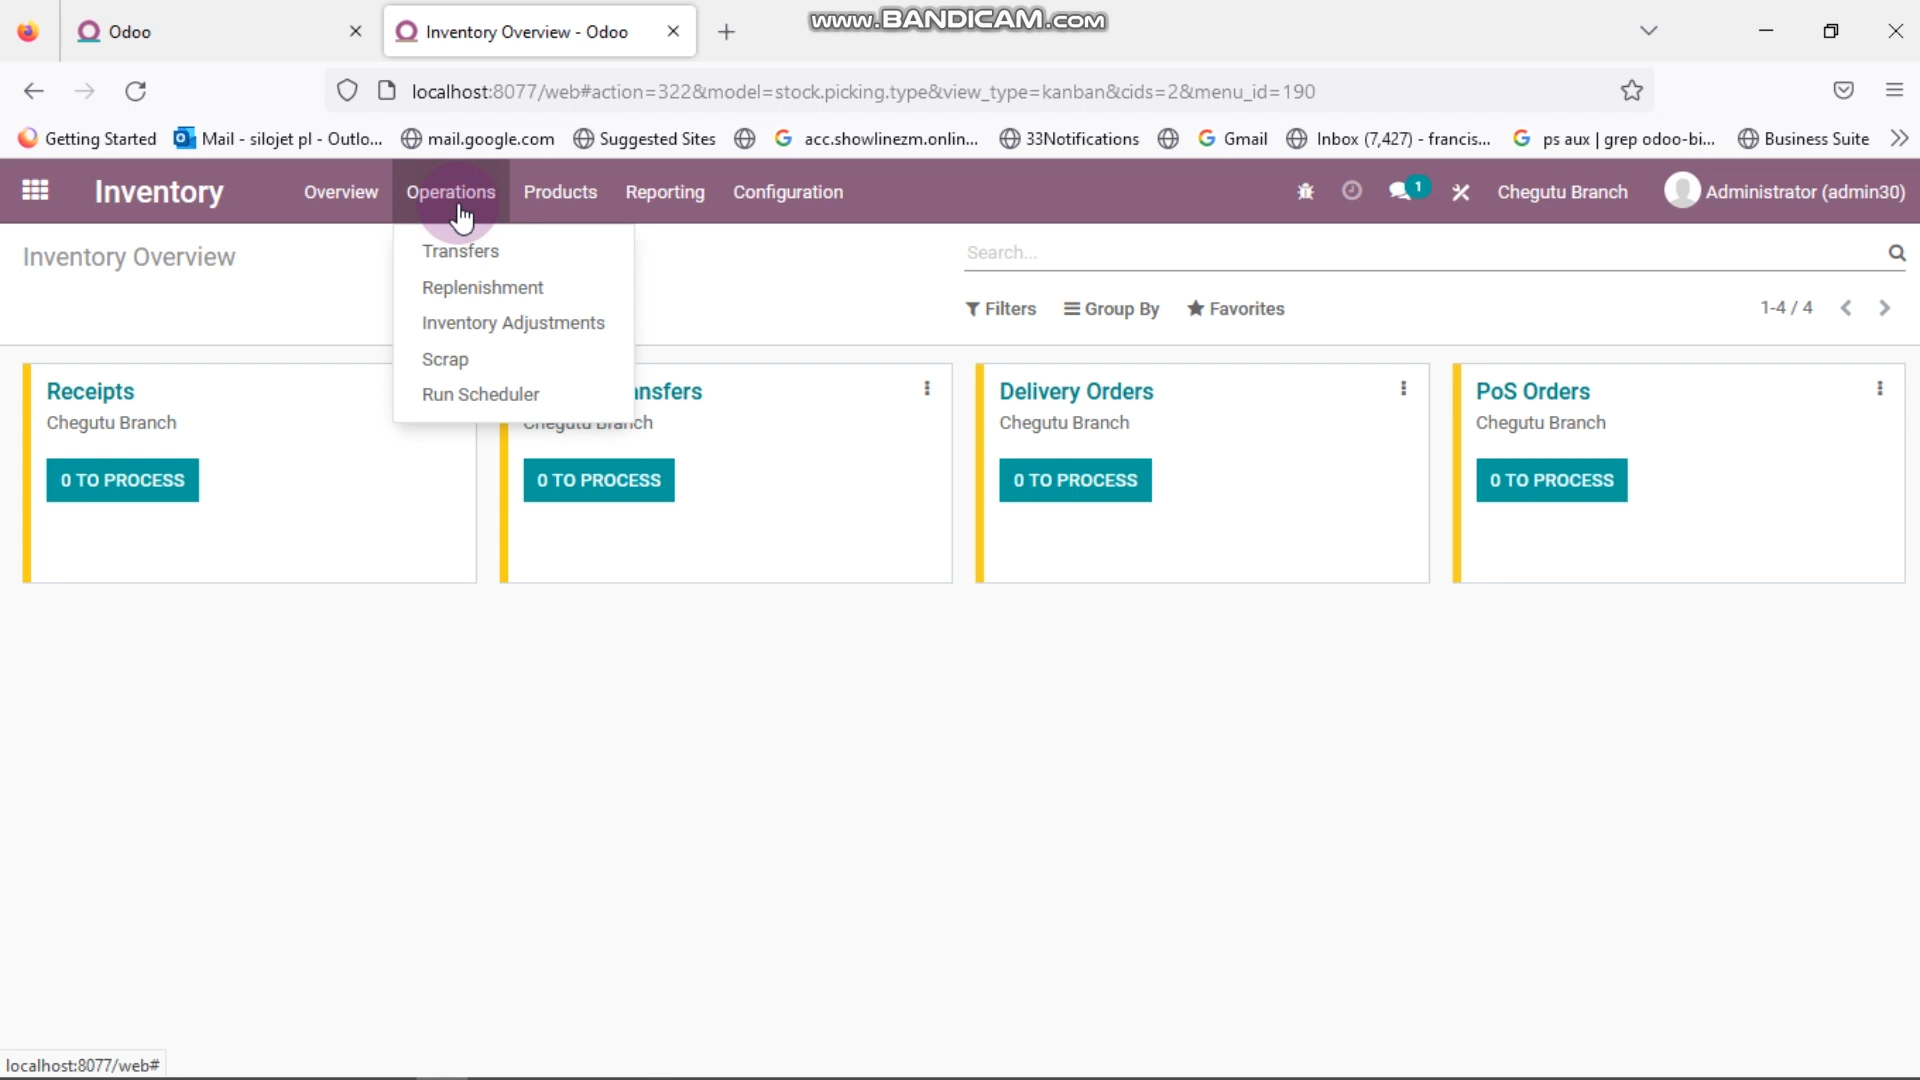 Odoo
Inventory Overview - Odoo
www.BANDICAM.com
localhost:8077/web#action=322&model=stock.picking.type&view_type=kanban&cids=2&menu_id=190
Getting Started
Mail - silojet pl - Outlo...
mail.google.com
Suggested Sites
acc.showlinezm.onlin...
33Notifications
Gmail
Inbox (7,427) - francis...
ps aux | grep odoo-bi...
Business Suite
Inventory
Overview
Operations
Products
Reporting
Configuration
1
Chegutu Branch
Administrator (admin30)
Inventory Overview
Search...
Transfers
Replenishment
Inventory Adjustments
Scrap
Run Scheduler
Filters
Group By
Favorites
1-4 / 4
Receipts
Chegutu Branch
0 TO PROCESS
ansfers
Chegutu Branch
0 TO PROCESS
Delivery Orders
Chegutu Branch
0 TO PROCESS
PoS Orders
Chegutu Branch
0 TO PROCESS
localhost:8077/web#